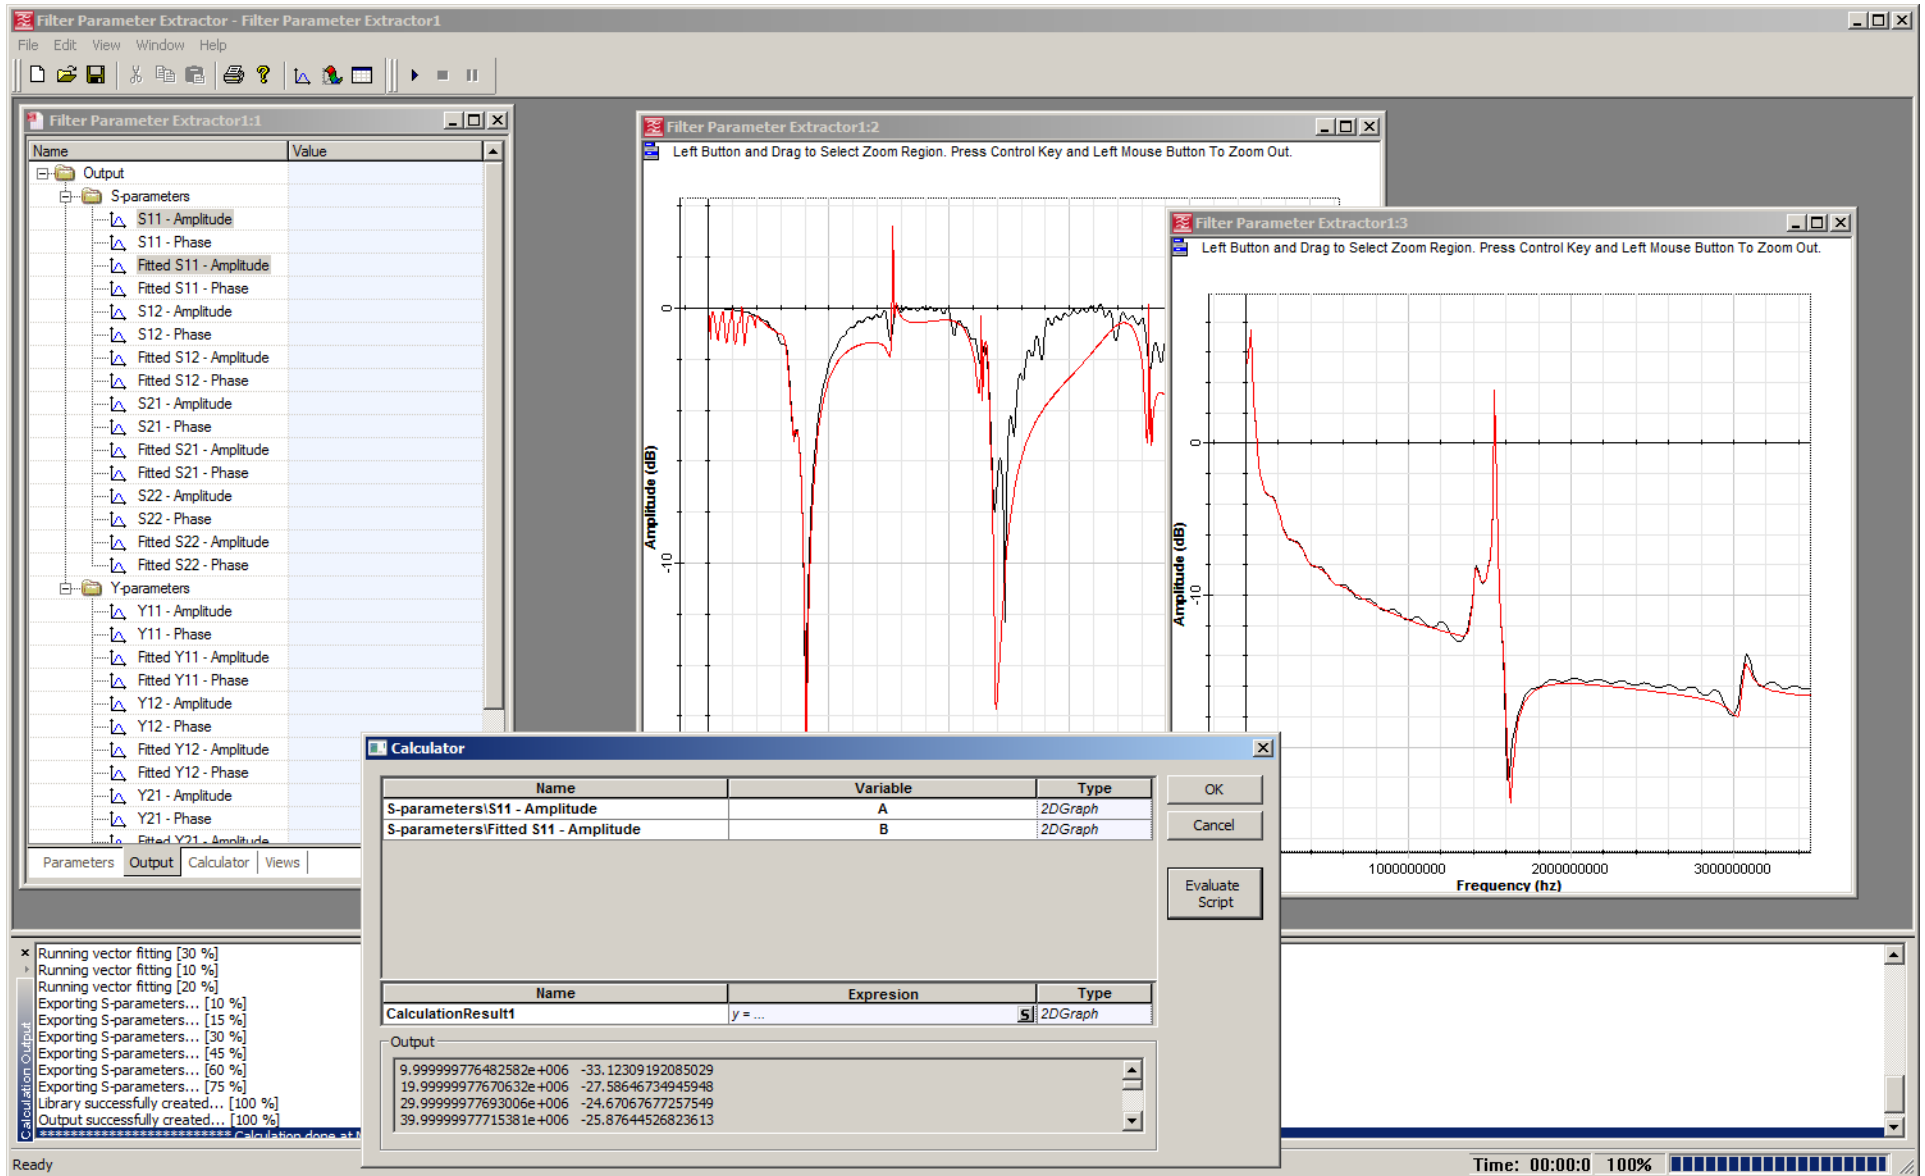 Filter Parameter Extractor - Filter Parameter Extractor1
File Edit View Window Help
Filter Parameter Extractor1:1
Name Value
Output
S-parameters
S11 - Amplitude
S11 - Phase
Fitted S11 - Amplitude
Fitted S11 - Phase
S12 - Amplitude
S12 - Phase
Fitted S12 - Amplitude
Fitted S12 - Phase
S21 - Amplitude
S21 - Phase
Fitted S21 - Amplitude
Fitted S21 - Phase
S22 - Amplitude
S22 - Phase
Fitted S22 - Amplitude
Fitted S22 - Phase
Y-parameters
Y11 - Amplitude
Y11 - Phase
Fitted Y11 - Amplitude
Fitted Y11 - Phase
Y12 - Amplitude
Y12 - Phase
Fitted Y12 - Amplitude
Fitted Y12 - Phase
Y21 - Amplitude
Y21 - Phase
Fitted Y21 - Amplitude
Parameters Output Calculator Views
Filter Parameter Extractor1:2
Left Button and Drag to Select Zoom Region. Press Control Key and Left Mouse Button To Zoom Out.
0
-10
Amplitude (dB)
Filter Parameter Extractor1:3
Left Button and Drag to Select Zoom Region. Press Control Key and Left Mouse Button To Zoom Out.
0
-10
Amplitude (dB)
1000000000 2000000000 3000000000
Frequency (hz)
Calculator
Name Variable Type
S-parameters\S11 - Amplitude A 2DGraph
S-parameters\Fitted S11 - Amplitude B 2DGraph
OK
Cancel
Evaluate
Script
Name Expresion Type
CalculationResult1 y = ... S 2DGraph
Output
9.999999776482582e+006 -33.12309192085029
19.99999977670632e+006 -27.58646734945948
29.99999977693006e+006 -24.67067677257549
39.99999977715381e+006 -25.87644526823613
Calculation Output
Running vector fitting [30 %]
Running vector fitting [10 %]
Running vector fitting [20 %]
Exporting S-parameters... [10 %]
Exporting S-parameters... [15 %]
Exporting S-parameters... [30 %]
Exporting S-parameters... [45 %]
Exporting S-parameters... [60 %]
Exporting S-parameters... [75 %]
Library successfully created... [100 %]
Output successfully created... [100 %]
************************** Calculation done at
Ready
Time: 00:00:0 100%